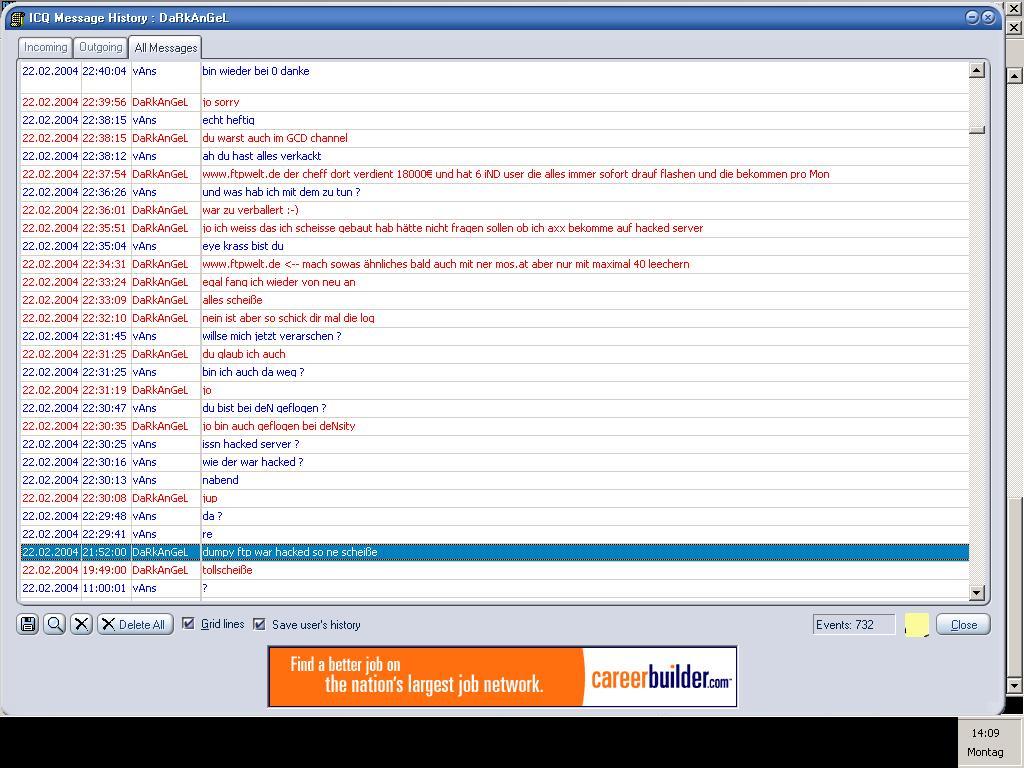 ICQ Message History : DaRkAnGeL
Incoming Outgoing All Messages
22.02.2004 22:40:04 vAns bin wieder bei 0 danke
22.02.2004 22:39:56 DaRkAnGeL jo sorry
22.02.2004 22:38:15 vAns echt heftig
22.02.2004 22:38:15 DaRkAnGeL du warst auch im GCD channel
22.02.2004 22:38:12 vAns ah du hast alles verkackt
22.02.2004 22:37:54 DaRkAnGeL www.ftpwelt.de der cheff dort verdient 18000€ und hat 6 iND user die alles immer sofort drauf flashen und die bekommen pro Mon
22.02.2004 22:36:26 vAns und was hab ich mit dem zu tun ?
22.02.2004 22:36:01 DaRkAnGeL war zu verballert :-)
22.02.2004 22:35:51 DaRkAnGeL jo ich weiss das ich scheisse gebaut hab hätte nicht fragen sollen ob ich axx bekomme auf hacked server
22.02.2004 22:35:04 vAns eye krass bist du
22.02.2004 22:34:31 DaRkAnGeL www.ftpwelt.de <-- mach sowas ähnliches bald auch mit ner mos.at aber nur mit maximal 40 leechern
22.02.2004 22:33:24 DaRkAnGeL egal fang ich wieder von neu an
22.02.2004 22:33:09 DaRkAnGeL alles scheiße
22.02.2004 22:32:10 DaRkAnGeL nein ist aber so schick dir mal die log
22.02.2004 22:31:45 vAns willse mich jetzt verarschen ?
22.02.2004 22:31:25 DaRkAnGeL du glaub ich auch
22.02.2004 22:31:25 vAns bin ich auch da weg ?
22.02.2004 22:31:19 DaRkAnGeL jo
22.02.2004 22:30:47 vAns du bist bei deN geflogen ?
22.02.2004 22:30:35 DaRkAnGeL jo bin auch geflogen bei deNsity
22.02.2004 22:30:25 vAns issn hacked server ?
22.02.2004 22:30:16 vAns wie der war hacked ?
22.02.2004 22:30:13 vAns nabend
22.02.2004 22:30:08 DaRkAnGeL jup
22.02.2004 22:29:48 vAns da ?
22.02.2004 22:29:41 vAns re
22.02.2004 21:52:00 DaRkAnGeL dumpy ftp war hacked so ne scheiße
22.02.2004 19:49:00 DaRkAnGeL tollscheiße
22.02.2004 11:00:01 vAns ?
Delete All Grid lines Save user's history Events: 732 Close
Find a better job on
the nation's largest job network.
careerbuilder.com
14:09
Montag